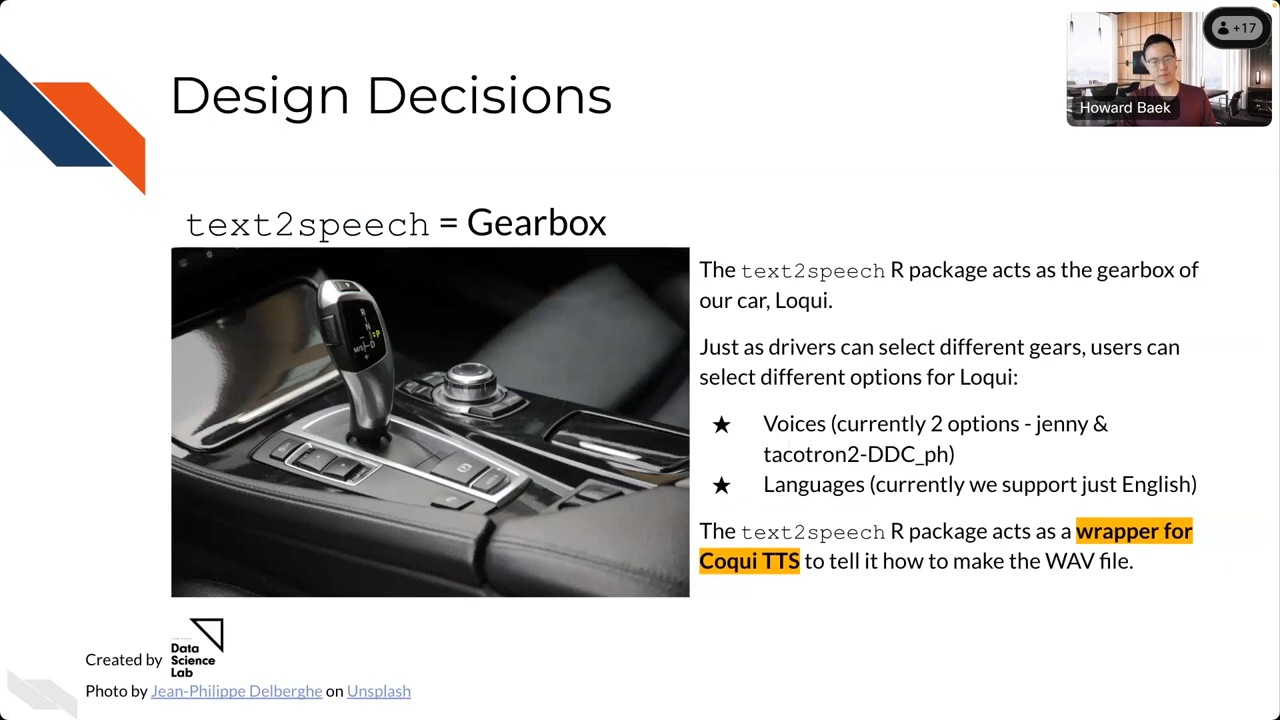 +17
Howard Baek
Design Decisions
text2speech = Gearbox
R
N
P
M/S
D
+
The text2speech R package acts as the gearbox of
our car, Loqui.
Just as drivers can select different gears, users can
select different options for Loqui:
★ Voices (currently 2 options - jenny &
tacotron2-DDC_ph)
★ Languages (currently we support just English)
The text2speech R package acts as a wrapper for
Coqui TTS to tell it how to make the WAV file.
Created by
Data
Science
Lab
Photo by Jean-Philippe Delberghe on Unsplash